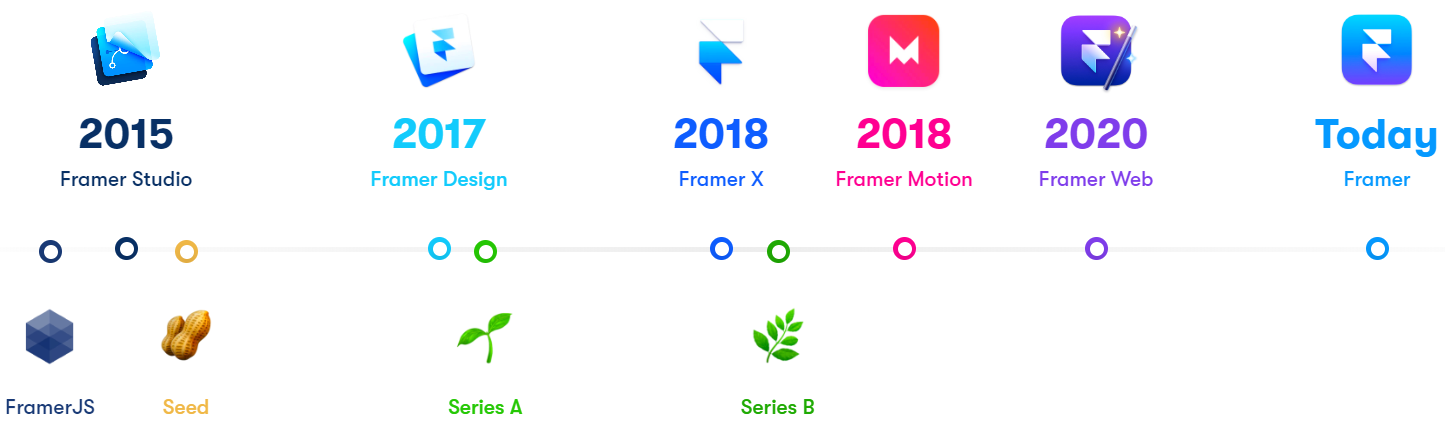 2015
Framer Studio
2017
Framer Design
2018
Framer X
2018
Framer Motion
2020
Framer Web
Today
Framer
FramerJS
Seed
Series A
Series B